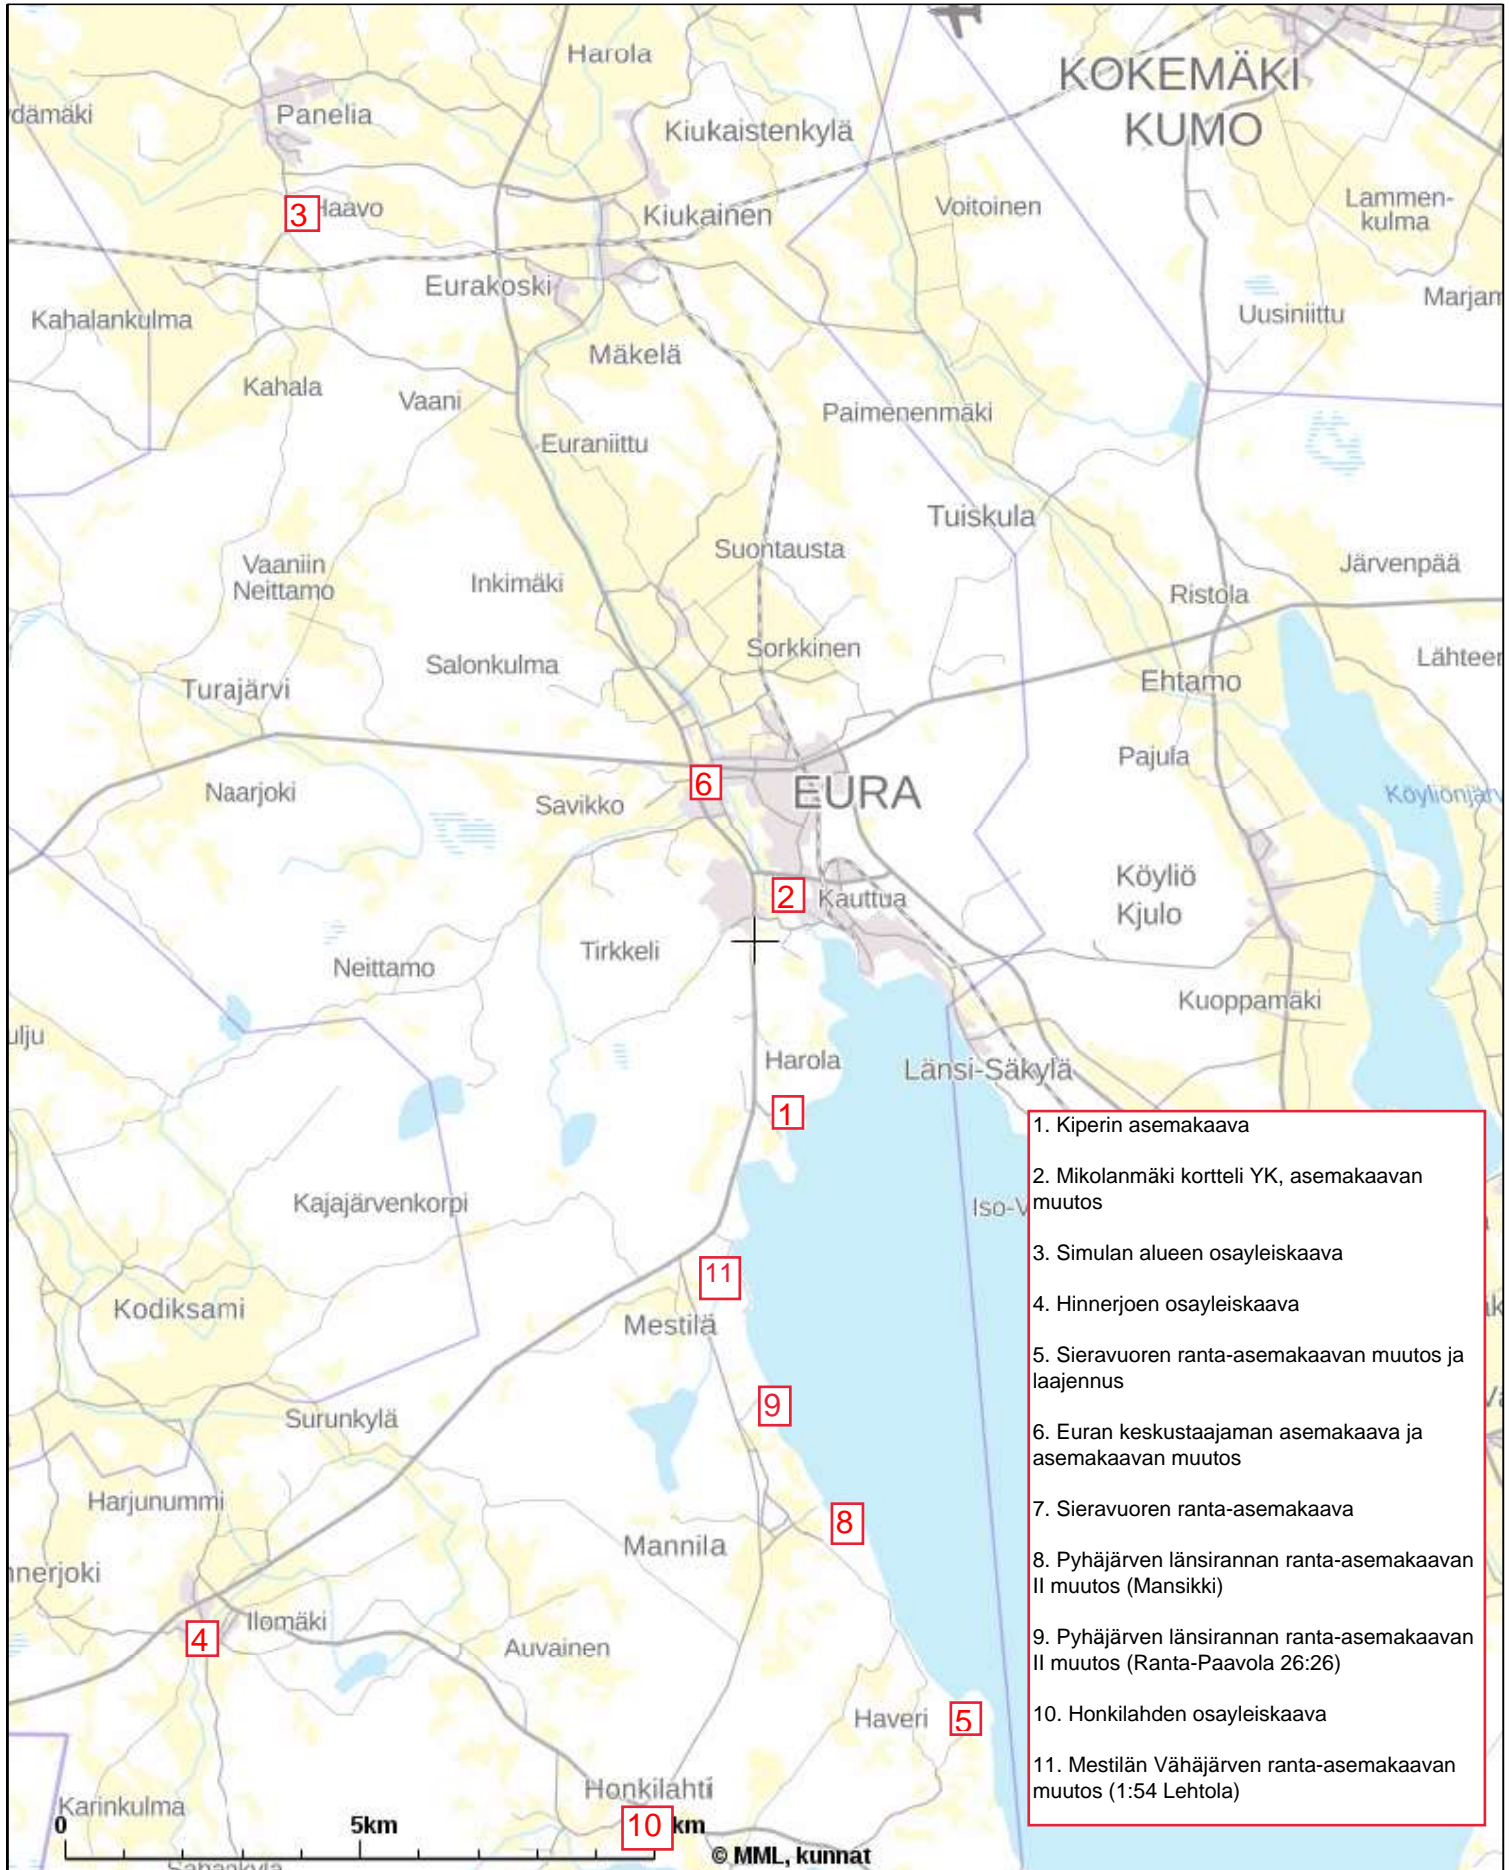 Harola
KOKEMÄKI
KUMO
dämäki
Panelia
Kiukaistenkylä
Lammen-
kulma
3
Haavo
Kiukainen
Voitoinen
Eurakoski
Kahalankulma
Uusiniittu
Marjam
Mäkelä
Kahala
Vaani
Paimenenmäki
Euraniittu
Tuiskula
Suontausta
Vaaniin
Neittamo
Inkimäki
Järvenpää
Ristola
Sorkkinen
Salonkulma
Lähteen
Turajärvi
Ehtamo
Pajula
6
EURA
Naarjoki
Savikko
Köyliönjärv
Köyliö
Kjulo
2
Kauttua
Tirkkeli
Neittamo
Kuoppamäki
ulju
Harola
Länsi-Säkylä
1
Kajajärvenkorpi
Iso-V
11
Kodiksami
Mestilä
9
Surunkylä
Harjunummi
8
Mannila
nnerjoki
Ilomäki
4
Auvainen
Haveri
5
Honkilahti
Karinkulma
10
0
5km
km
© MML, kunnat
Sahankylä
1. Kiperin asemakaava
2. Mikolanmäki kortteli YK, asemakaavan
muutos
3. Simulan alueen osayleiskaava
4. Hinnerjoen osayleiskaava
5. Sieravuoren ranta-asemakaavan muutos ja
laajennus
6. Euran keskustaajaman asemakaava ja
asemakaavan muutos
7. Sieravuoren ranta-asemakaava
8. Pyhäjärven länsirannan ranta-asemakaavan
II muutos (Mansikki)
9. Pyhäjärven länsirannan ranta-asemakaavan
II muutos (Ranta-Paavola 26:26)
10. Honkilahden osayleiskaava
11. Mestilän Vähäjärven ranta-asemakaavan
muutos (1:54 Lehtola)